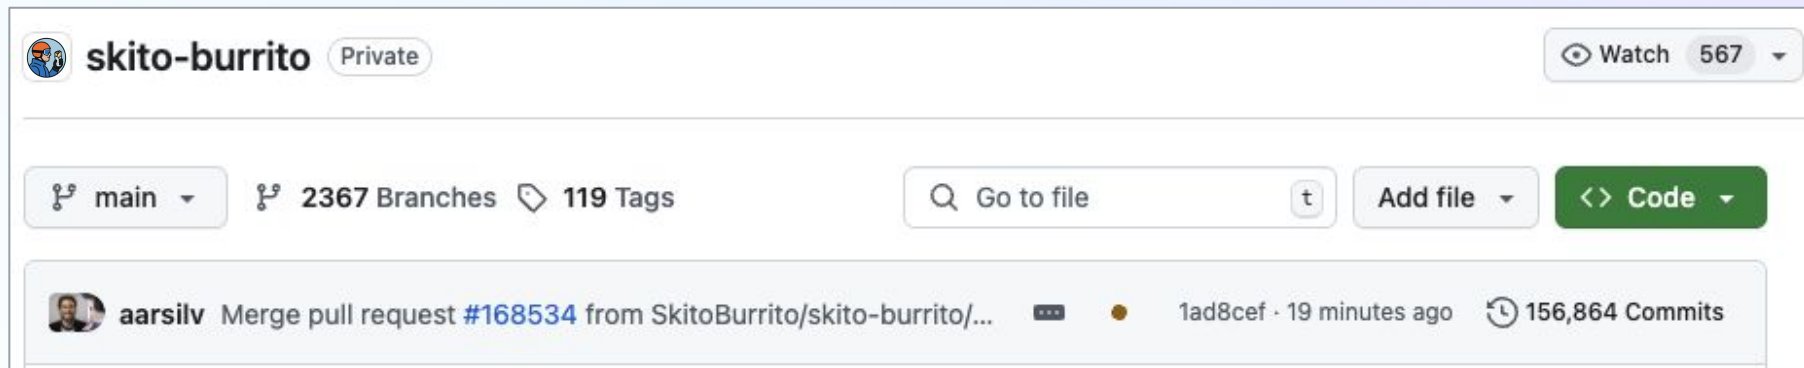 skito-burrito Private Watch 567
main 2367 Branches 119 Tags Go to file t Add file <> Code
aarsilv Merge pull request #168534 from SkitoBurrito/skito-burrito/... 1ad8cef · 19 minutes ago 156,864 Commits